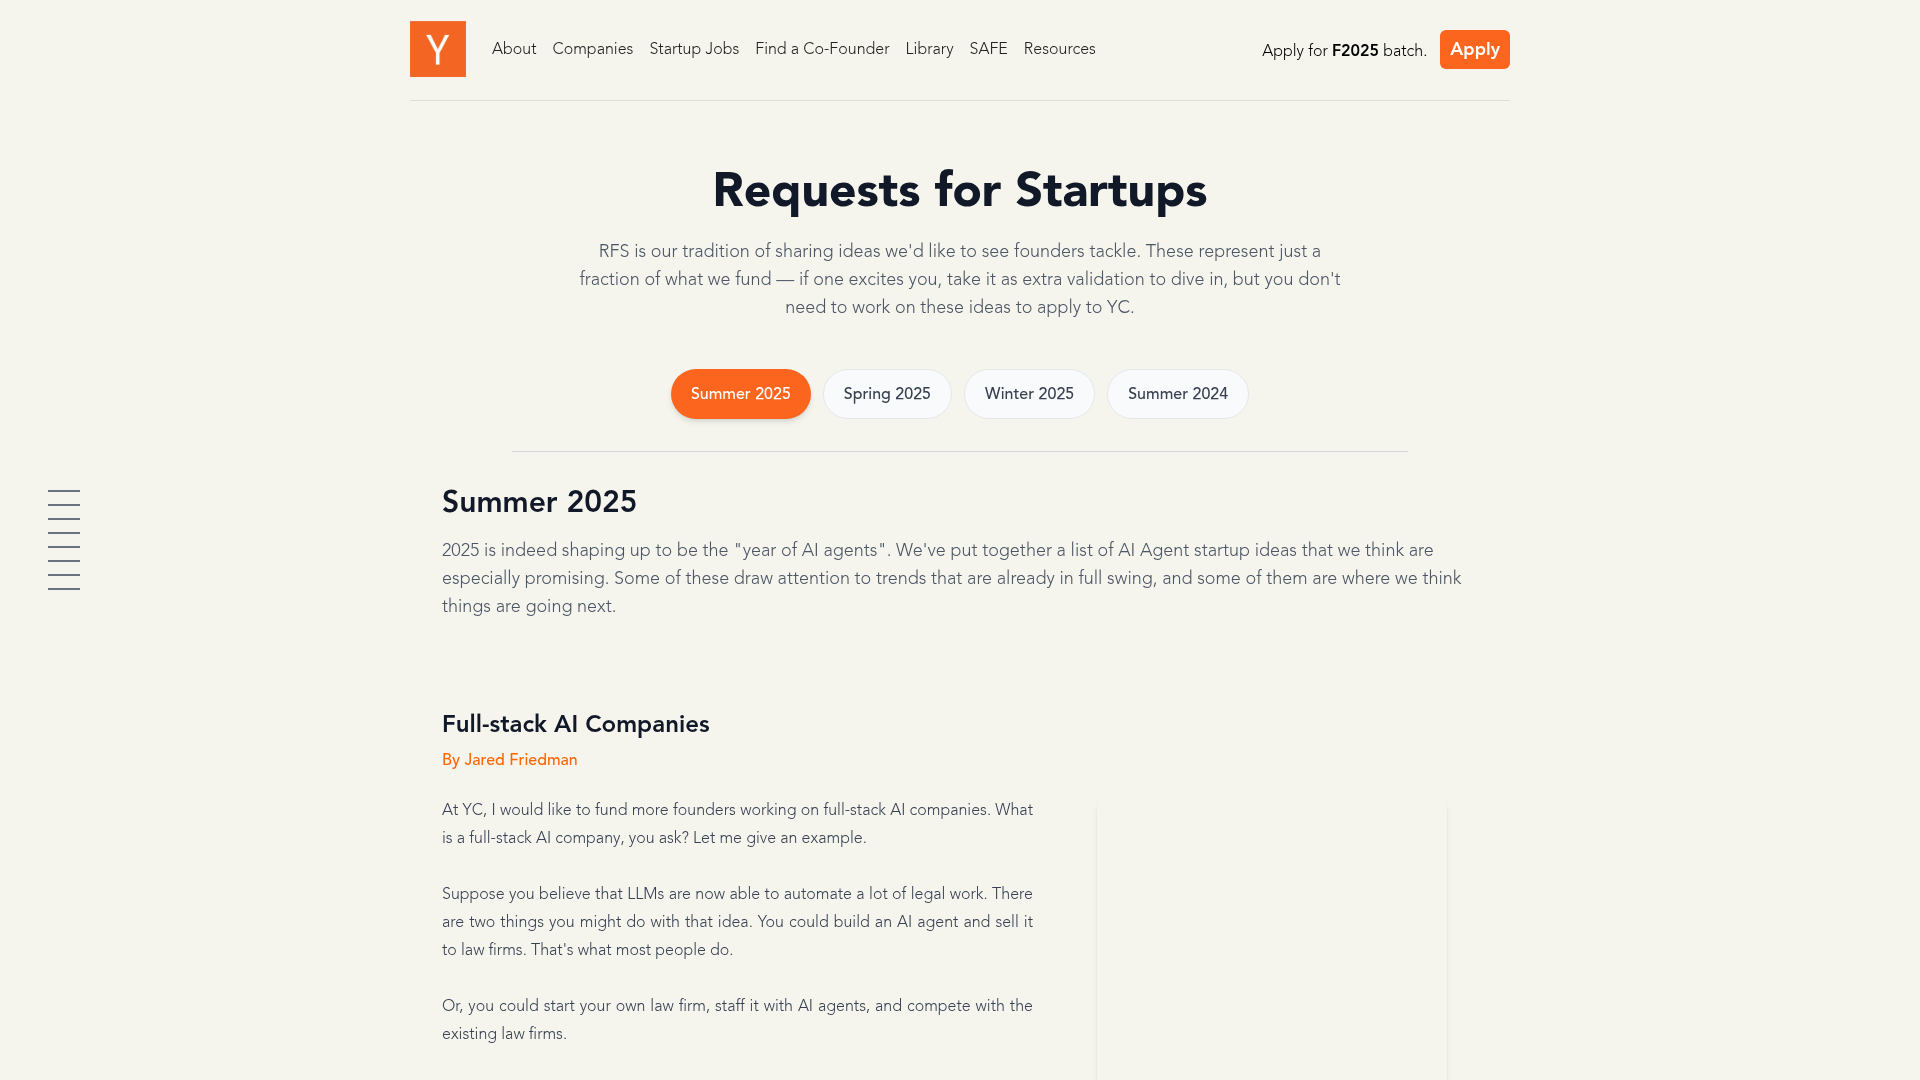 Y
About Companies Startup Jobs Find a Co-Founder Library SAFE Resources
Apply for F2025 batch. Apply
Requests for Startups
RFS is our tradition of sharing ideas we'd like to see founders tackle. These represent just a
fraction of what we fund — if one excites you, take it as extra validation to dive in, but you don't
need to work on these ideas to apply to YC.
Summer 2025 Spring 2025 Winter 2025 Summer 2024
Summer 2025
2025 is indeed shaping up to be the "year of AI agents". We've put together a list of AI Agent startup ideas that we think are
especially promising. Some of these draw attention to trends that are already in full swing, and some of them are where we think
things are going next.
Full-stack AI Companies
By Jared Friedman
At YC, I would like to fund more founders working on full-stack AI companies. What
is a full-stack AI company, you ask? Let me give an example.
Suppose you believe that LLMs are now able to automate a lot of legal work. There
are two things you might do with that idea. You could build an AI agent and sell it
to law firms. That's what most people do.
Or, you could start your own law firm, staff it with AI agents, and compete with the
existing law firms.